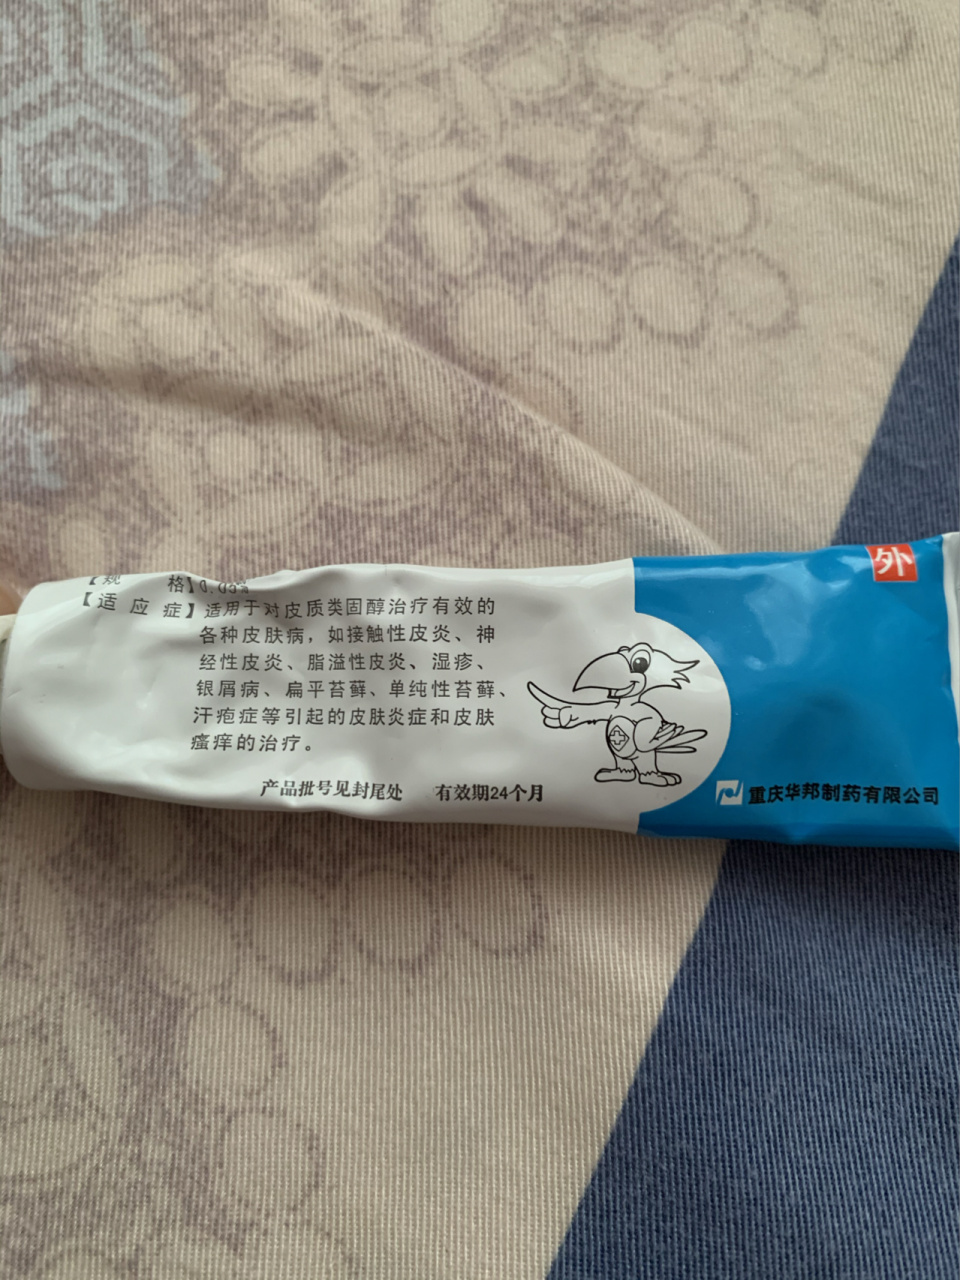 外
【规 格】0.05%
【适 应 症】适用于对皮质类固醇治疗有效的
各种皮肤病，如接触性皮炎、神
经性皮炎、脂溢性皮炎、湿疹、
银屑病、扁平苔藓、单纯性苔藓、
汗疱症等引起的皮肤炎症和皮肤
瘙痒的治疗。
产品批号见封尾处 有效期24个月
重庆华邦制药有限公司